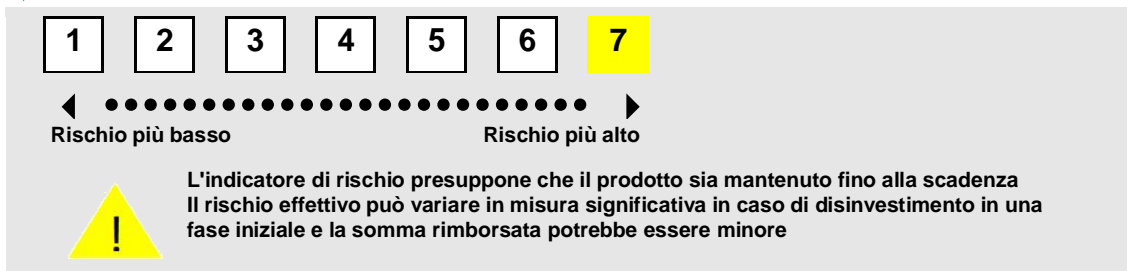 1 2 3 4 5 6 7
Rischio più basso Rischio più alto
L'indicatore di rischio presuppone che il prodotto sia mantenuto fino alla scadenza
Il rischio effettivo può variare in misura significativa in caso di disinvestimento in una
fase iniziale e la somma rimborsata potrebbe essere minore
!